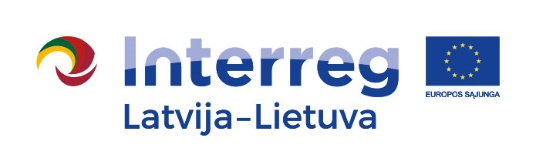 Interreg
Latvija–Lietuva
EUROPOS SĄJUNGA